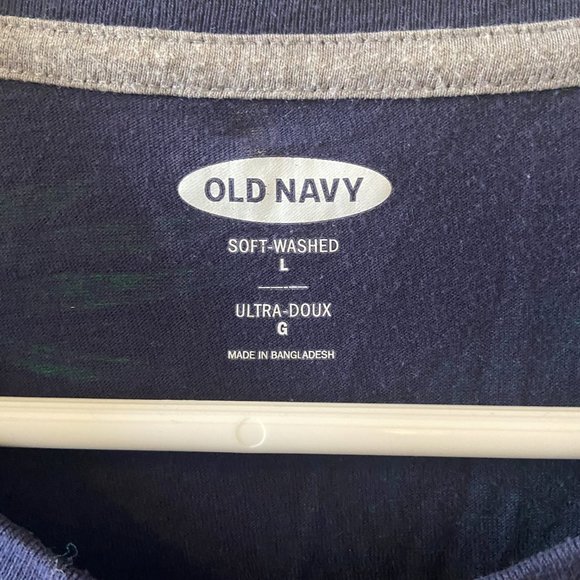 OLD NAVY
SOFT-WASHED
L
ULTRA-DOUX
G
MADE IN BANGLADESH